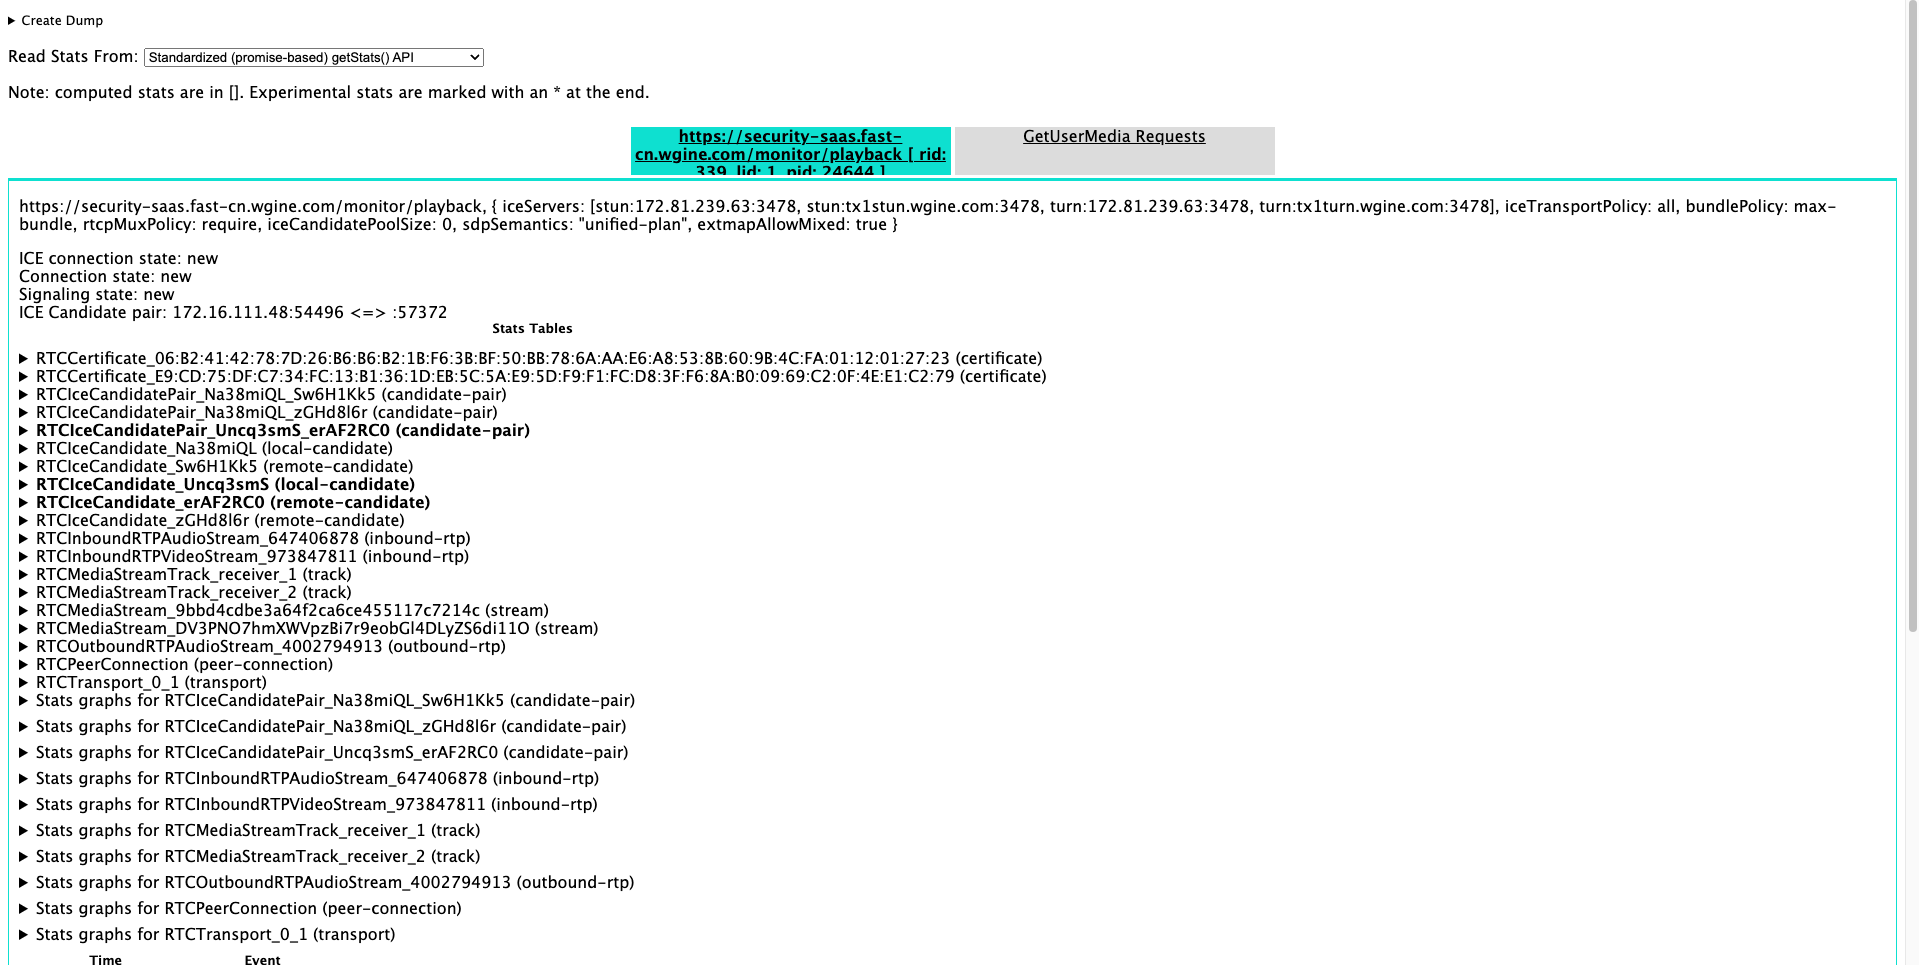 Create Dump
Read Stats From: Standardized (promise-based) getStats() API
Note: computed stats are in []. Experimental stats are marked with an * at the end.
https://security-saas.fast-
cn.wgine.com/monitor/playback [ rid:
339, lid: 1, pid: 24644 ]
GetUserMedia Requests
https://security-saas.fast-cn.wgine.com/monitor/playback, { iceServers: [stun:172.81.239.63:3478, stun:tx1stun.wgine.com:3478, turn:172.81.239.63:3478, turn:tx1turn.wgine.com:3478], iceTransportPolicy: all, bundlePolicy: max-
bundle, rtcpMuxPolicy: require, iceCandidatePoolSize: 0, sdpSemantics: "unified-plan", extmapAllowMixed: true }
ICE connection state: new
Connection state: new
Signaling state: new
ICE Candidate pair: 172.16.111.48:54496 <=> :57372
Stats Tables
RTCCertificate_06:B2:41:42:78:7D:26:B6:B6:B2:1B:F6:3B:BF:50:BB:78:6A:AA:E6:A8:53:8B:60:9B:4C:FA:01:12:01:27:23 (certificate)
RTCCertificate_E9:CD:75:DF:C7:34:FC:13:B1:36:1D:EB:5C:5A:E9:5D:F9:F1:FC:D8:3F:F6:8A:B0:09:69:C2:0F:4E:E1:C2:79 (certificate)
RTCIceCandidatePair_Na38miQL_Sw6H1Kk5 (candidate-pair)
RTCIceCandidatePair_Na38miQL_zGHd8l6r (candidate-pair)
RTCIceCandidatePair_Uncq3smS_erAF2RC0 (candidate-pair)
RTCIceCandidate_Na38miQL (local-candidate)
RTCIceCandidate_Sw6H1Kk5 (remote-candidate)
RTCIceCandidate_Uncq3smS (local-candidate)
RTCIceCandidate_erAF2RC0 (remote-candidate)
RTCIceCandidate_zGHd8l6r (remote-candidate)
RTCInboundRTPAudioStream_647406878 (inbound-rtp)
RTCInboundRTPVideoStream_973847811 (inbound-rtp)
RTCMediaStreamTrack_receiver_1 (track)
RTCMediaStreamTrack_receiver_2 (track)
RTCMediaStream_9bbd4cdbe3a64f2ca6ce455117c7214c (stream)
RTCMediaStream_DV3PNO7hmXWVpzBi7r9eobGl4DLyZS6di11O (stream)
RTCOutboundRTPAudioStream_4002794913 (outbound-rtp)
RTCPeerConnection (peer-connection)
RTCTransport_0_1 (transport)
Stats graphs for RTCIceCandidatePair_Na38miQL_Sw6H1Kk5 (candidate-pair)
Stats graphs for RTCIceCandidatePair_Na38miQL_zGHd8l6r (candidate-pair)
Stats graphs for RTCIceCandidatePair_Uncq3smS_erAF2RC0 (candidate-pair)
Stats graphs for RTCInboundRTPAudioStream_647406878 (inbound-rtp)
Stats graphs for RTCInboundRTPVideoStream_973847811 (inbound-rtp)
Stats graphs for RTCMediaStreamTrack_receiver_1 (track)
Stats graphs for RTCMediaStreamTrack_receiver_2 (track)
Stats graphs for RTCOutboundRTPAudioStream_4002794913 (outbound-rtp)
Stats graphs for RTCPeerConnection (peer-connection)
Stats graphs for RTCTransport_0_1 (transport)
Time Event